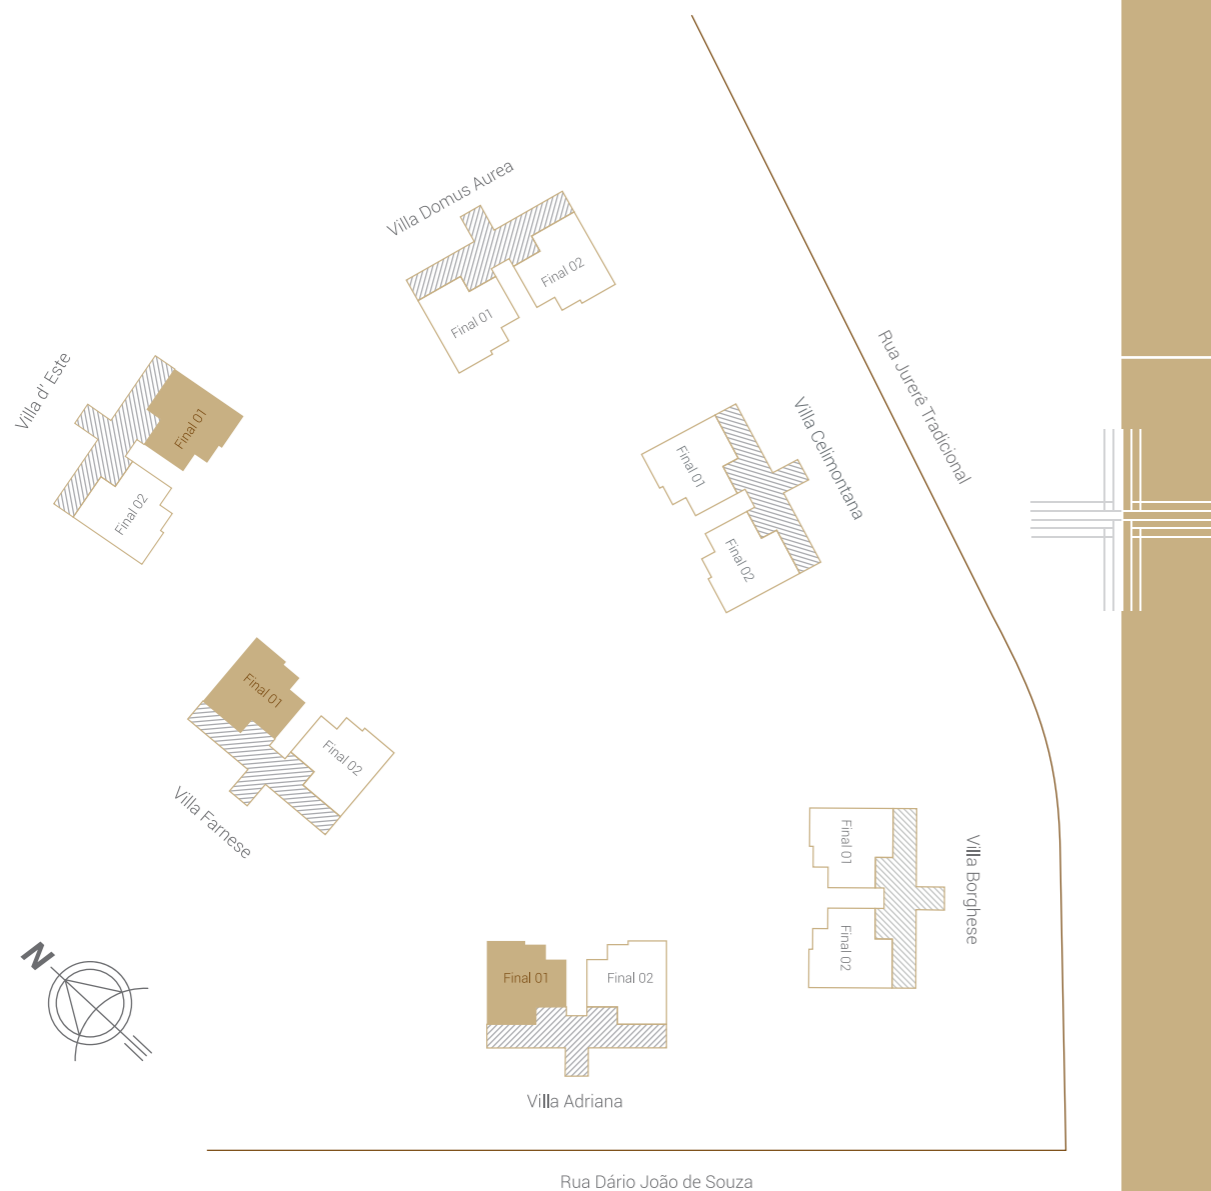 Villa Domus Aurea
Final 02
Final 01
Villa d' Este
Final 01
Final 02
Rua Jurerê Tradicional
Villa Celimontana
Final 01
Final 02
Final 01
Final 02
Villa Farnese
Final 01
Villa Borghese
Final 02
N
Final 01
Final 02
Villa Adriana
Rua Dário João de Souza